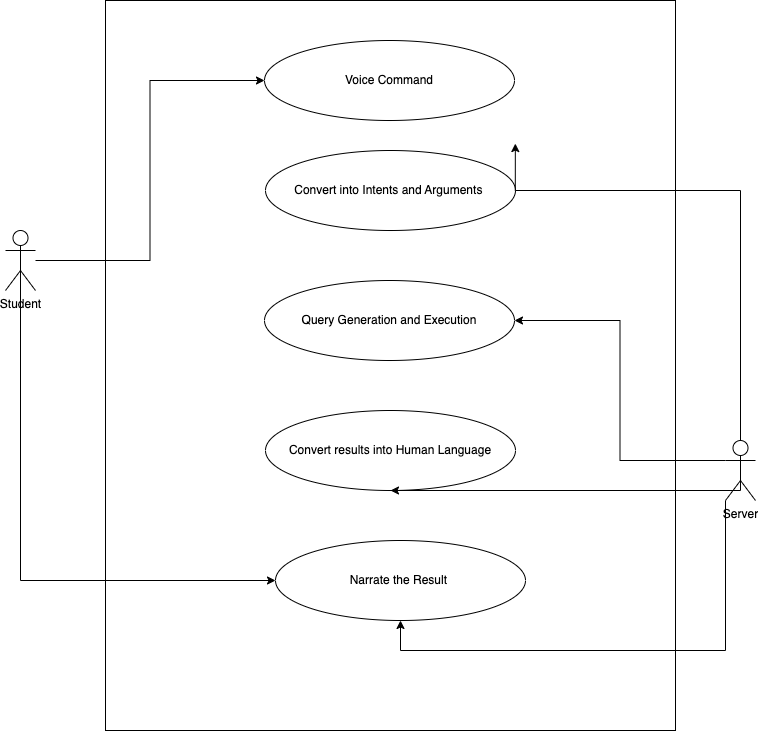 Voice Command
Convert into Intents and Arguments
Student
Query Generation and Execution
Convert results into Human Language
Server
Narrate the Result